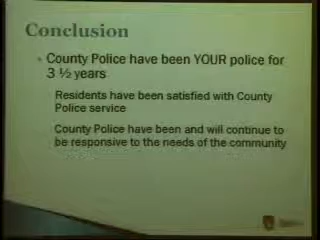 Conclusion
County Police have been YOUR police for
3 ½ years
Residents have been satisfied with County
Police service
County Police have been and will continue to
be responsive to the needs of the community